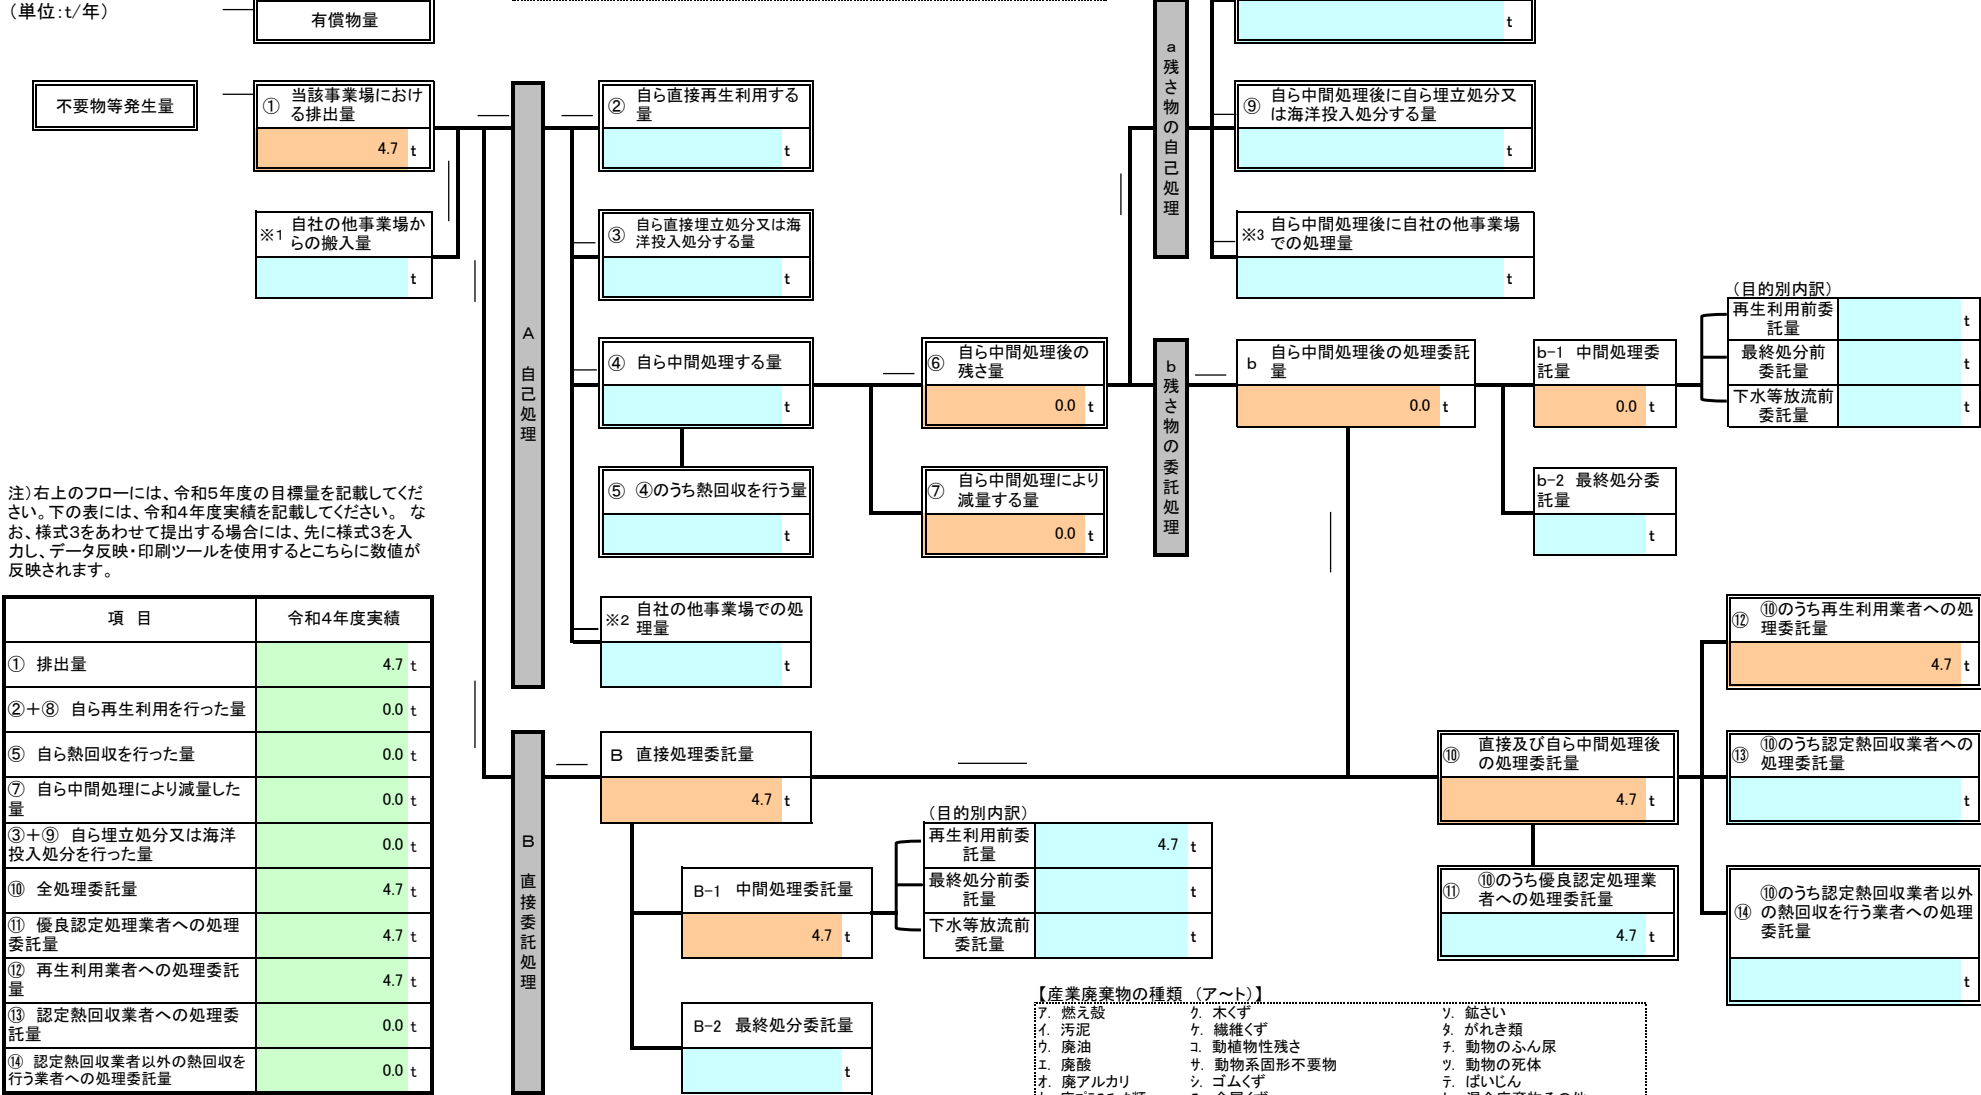 （単位：t/年）
有償物量
t
不要物等発生量
① 当該事業場におけ
る排出量
4.7 t
※1 自社の他事業場か
らの搬入量
t
A 自己処理
② 自ら直接再生利用する
量
t
③ 自ら直接埋立処分又は海
洋投入処分する量
t
④ 自ら中間処理する量
t
⑤ ④のうち熱回収を行う量
t
※2 自社の他事業場での処
理量
t
⑥ 自ら中間処理後の
残さ量
0.0 t
⑦ 自ら中間処理により
減量する量
0.0 t
a 残さ物の自己処理
⑨ 自ら中間処理後に自ら埋立処分又
は海洋投入処分する量
t
※3 自ら中間処理後に自社の他事業場
での処理量
t
b 残さ物の委託処理
b 自ら中間処理後の処理委託
量
0.0 t
b-1 中間処理委
託量
0.0 t
b-2 最終処分委
託量
t
（目的別内訳）
再生利用前委
託量
t
最終処分前
委託量
t
下水等放流前
委託量
t
注）右上のフローには、令和5年度の目標量を記載してくだ
さい。下の表には、令和4年度実績を記載してください。 な
お、様式3をあわせて提出する場合には、先に様式3を入
力し、データ反映・印刷ツールを使用するとこちらに数値が
反映されます。
項 目 令和4年度実績
① 排出量 4.7 t
②＋⑧ 自ら再生利用を行った量 0.0 t
⑤ 自ら熱回収を行った量 0.0 t
⑦ 自ら中間処理により減量した
量 0.0 t
③＋⑨ 自ら埋立処分又は海洋
投入処分を行った量 0.0 t
⑩ 全処理委託量 4.7 t
⑪ 優良認定処理業者への処理
委託量 4.7 t
⑫ 再生利用業者への処理委託
量 4.7 t
⑬ 認定熱回収業者への処理委
託量 0.0 t
⑭ 認定熱回収業者以外の熱回収を
行う業者への処理委託量 0.0 t
B 直接委託処理
B 直接処理委託量
4.7 t
B-1 中間処理委託量
4.7 t
B-2 最終処分委託量
t
（目的別内訳）
再生利用前委
託量
4.7 t
最終処分前委
託量
t
下水等放流前
委託量
t
⑩ 直接及び自ら中間処理後
の処理委託量
4.7 t
⑪ ⑩のうち優良認定処理業
者への処理委託量
4.7 t
⑫ ⑩のうち再生利用業者への処
理委託量
4.7 t
⑬ ⑩のうち認定熱回収業者への
処理委託量
t
⑭ ⑩のうち認定熱回収業者以外
の熱回収を行う業者への処理
委託量
t
【産業廃棄物の種類 （ア～ト）】
ア. 燃え殻 ク. 木くず ソ. 鉱さい
イ. 汚泥 ケ. 繊維くず タ. がれき類
ウ. 廃油 コ. 動植物性残さ チ. 動物のふん尿
エ. 廃酸 サ. 動物系固形不要物 ツ. 動物の死体
オ. 廃アルカリ シ. ゴムくず テ. ばいじん